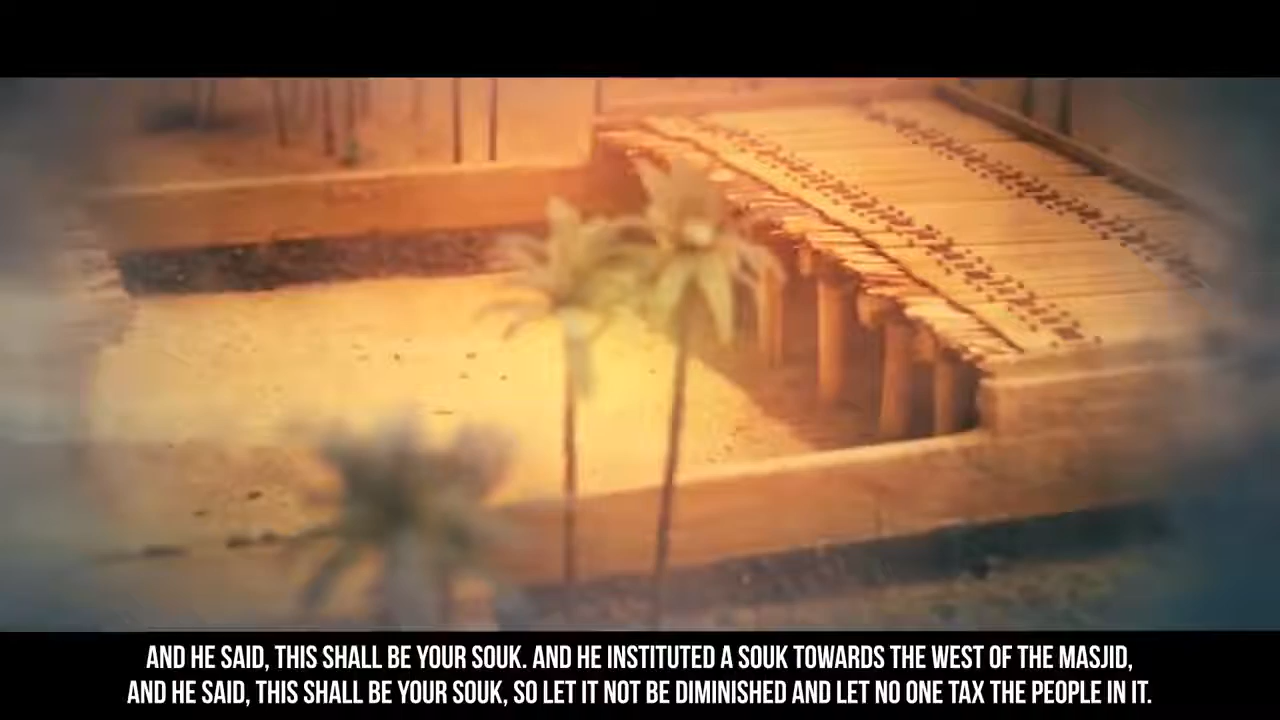 AND HE SAID, THIS SHALL BE YOUR SOUK. AND HE INSTITUTED A SOUK TOWARDS THE WEST OF THE MASJID,
AND HE SAID, THIS SHALL BE YOUR SOUK, SO LET IT NOT BE DIMINISHED AND LET NO ONE TAX THE PEOPLE IN IT.